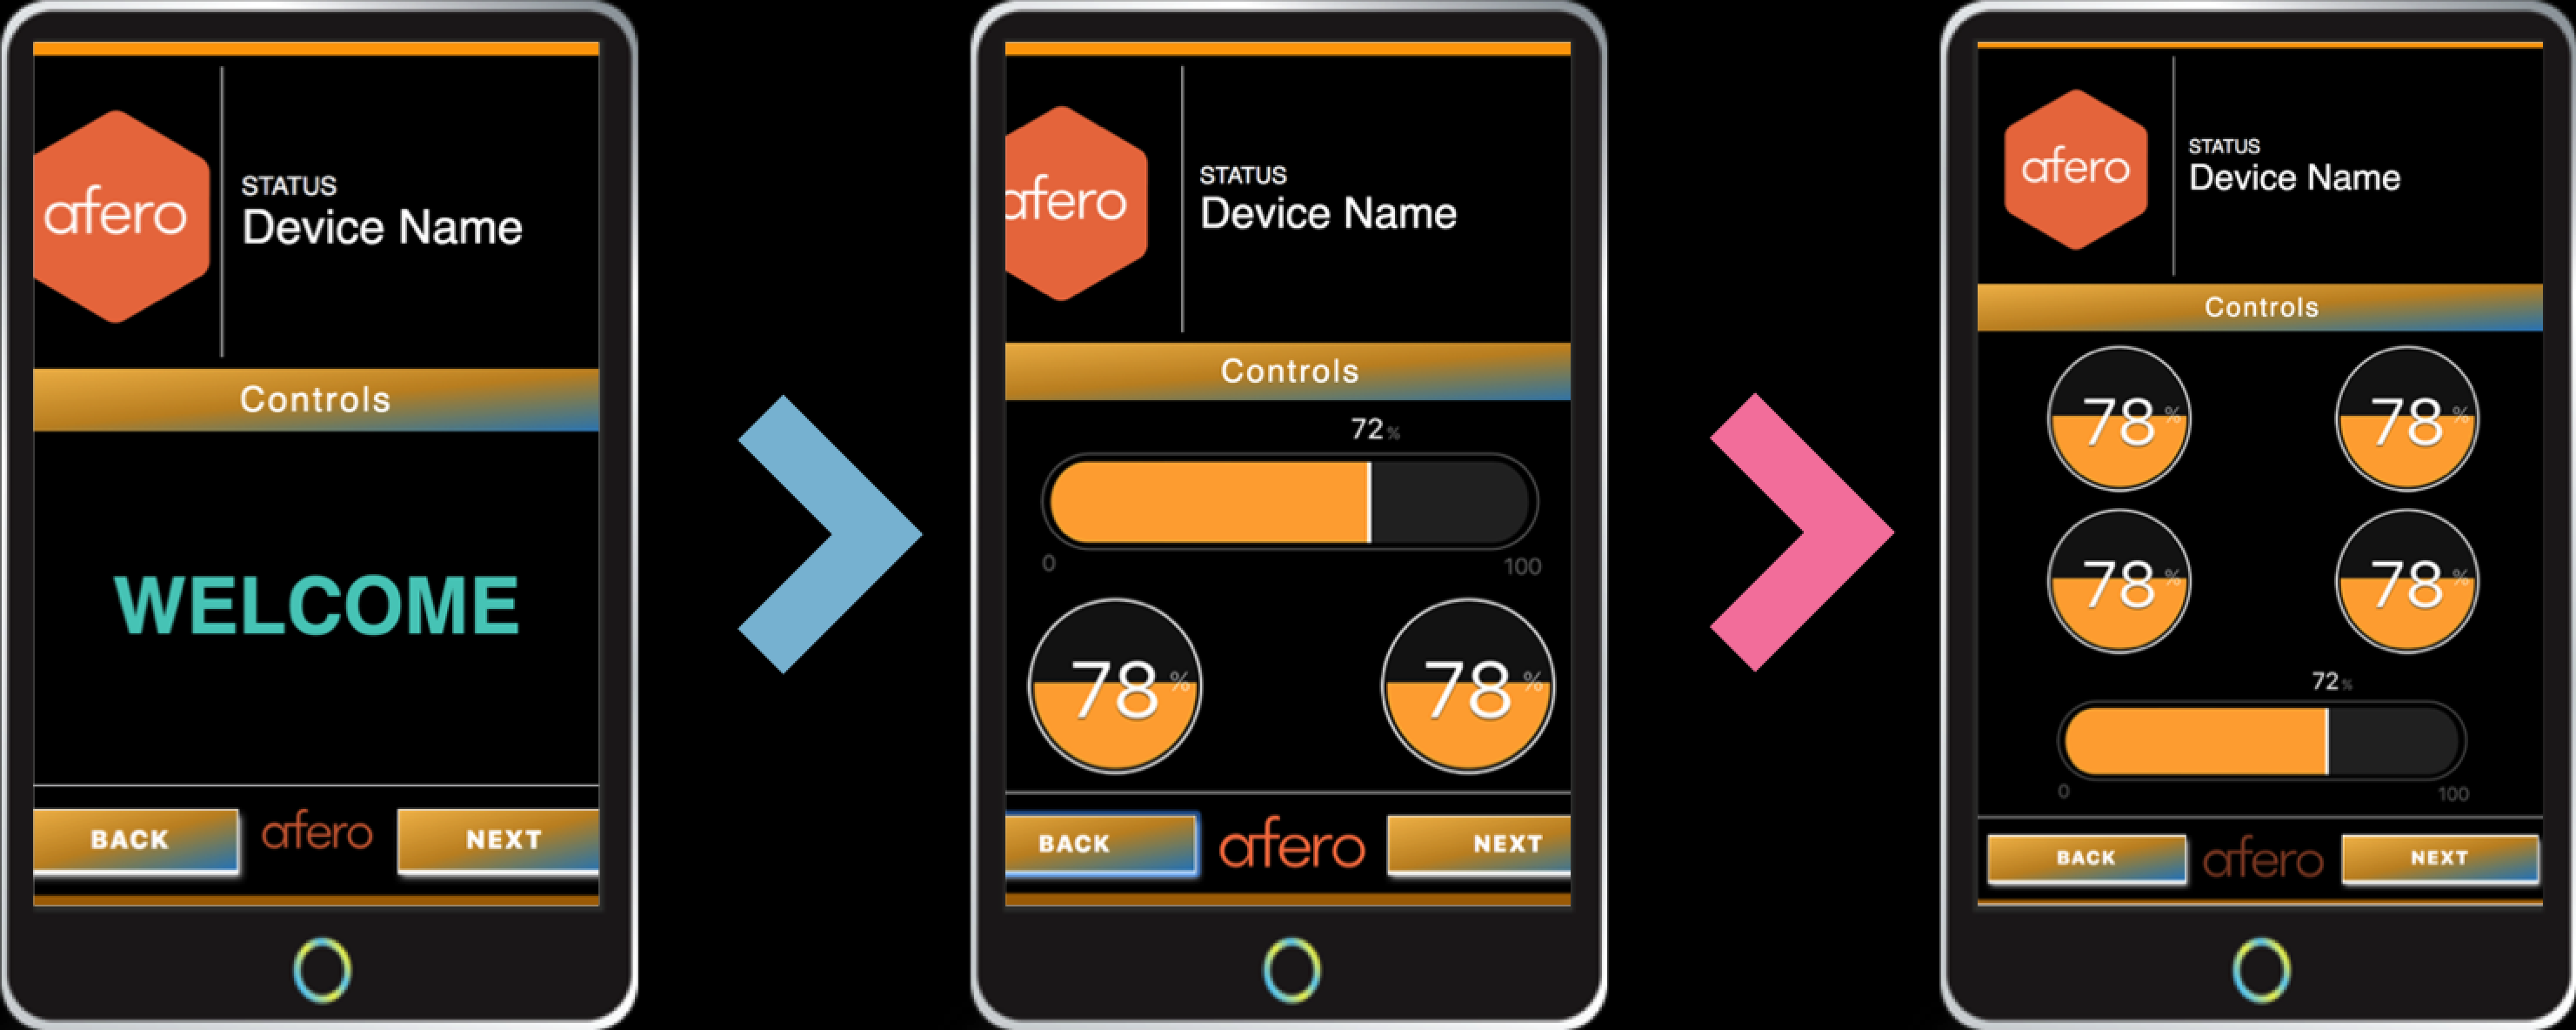 afero
STATUS
Device Name
Controls
WELCOME
BACK
afero
NEXT
afero
STATUS
Device Name
Controls
72%
0
100
78%
78%
BACK
afero
NEXT
afero
STATUS
Device Name
Controls
78%
78%
78%
78%
72%
0
100
BACK
afero
NEXT